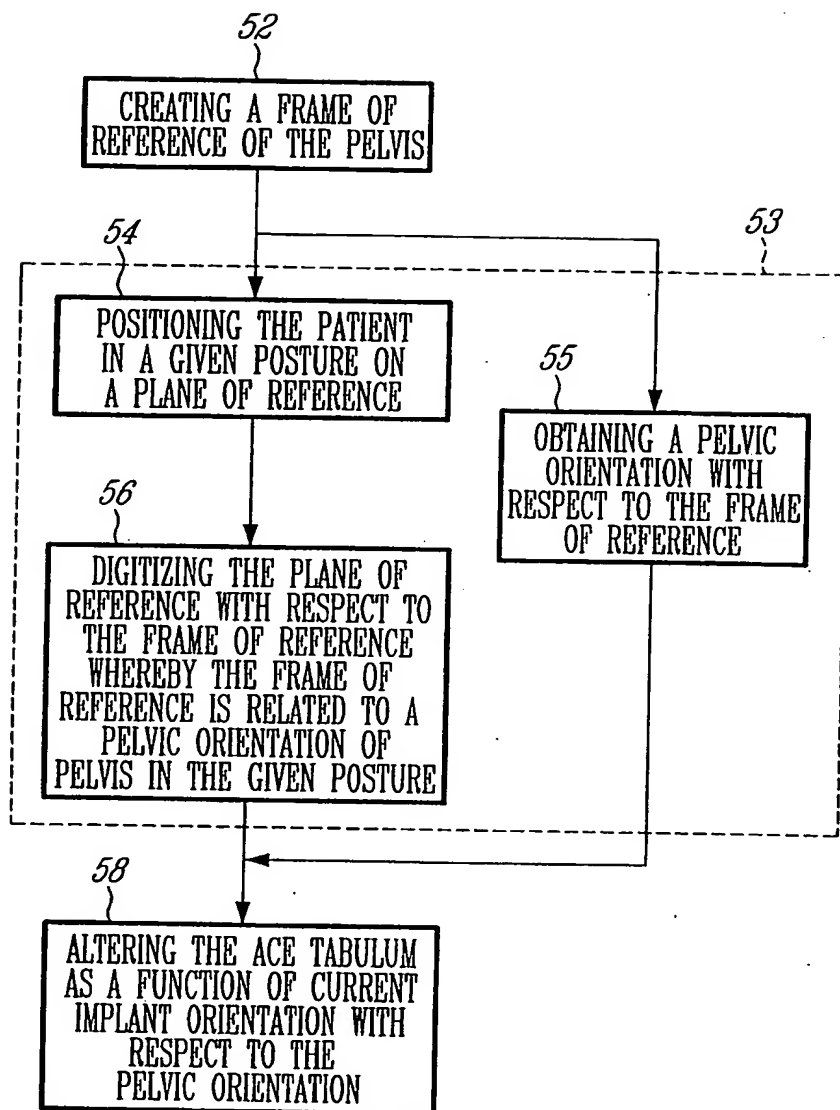 52
CREATING A FRAME OF
REFERENCE OF THE PELVIS
53
54
POSITIONING THE PATIENT
IN A GIVEN POSTURE ON
A PLANE OF REFERENCE
55
OBTAINING A PELVIC
ORIENTATION WITH
RESPECT TO THE FRAME
OF REFERENCE
56
DIGITIZING THE PLANE OF
REFERENCE WITH RESPECT TO
THE FRAME OF REFERENCE
WHEREBY THE FRAME OF
REFERENCE IS RELATED TO A
PELVIC ORIENTATION OF
PELVIS IN THE GIVEN POSTURE
58
ALTERING THE ACE TABULUM
AS A FUNCTION OF CURRENT
IMPLANT ORIENTATION WITH
RESPECT TO THE
PELVIC ORIENTATION